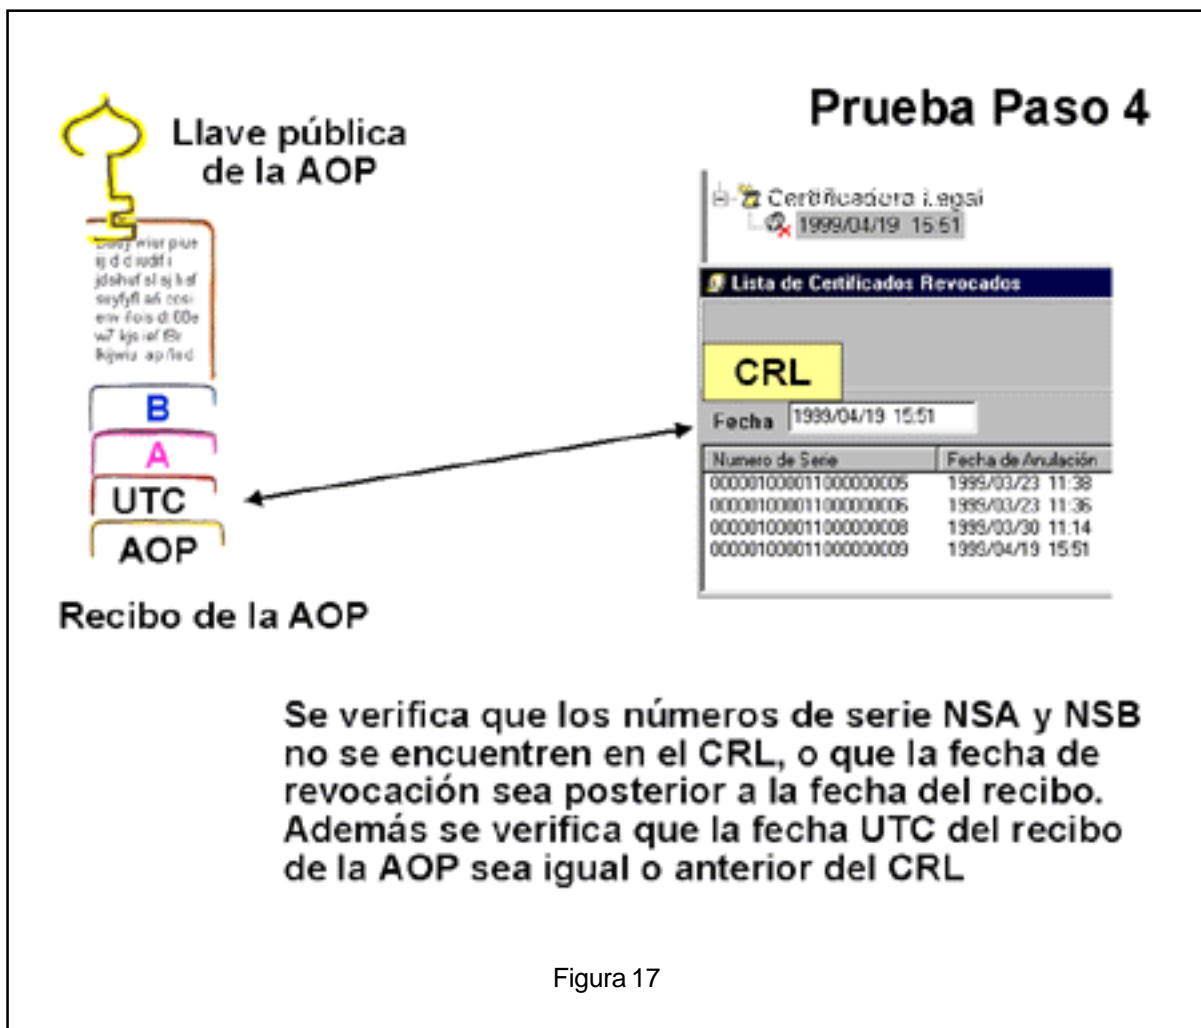 Prueba Paso 4
Llave pública
de la AOP
B
A
UTC
AOP
Recibo de la AOP
Certificadora Legal
1999/04/19 15:51
Lista de Certificados Revocados
CRL
Fecha 1999/04/19 15:51
Numero de Serie Fecha de Anulación
000001000011000000005 1999/03/23 11:38
000001000011000000006 1999/03/23 11:36
000001000011000000008 1999/03/30 11:14
000001000011000000009 1999/04/19 15:51
Se verifica que los números de serie NSA y NSB
no se encuentren en el CRL, o que la fecha de
revocación sea posterior a la fecha del recibo.
Además se verifica que la fecha UTC del recibo
de la AOP sea igual o anterior del CRL
Figura 17